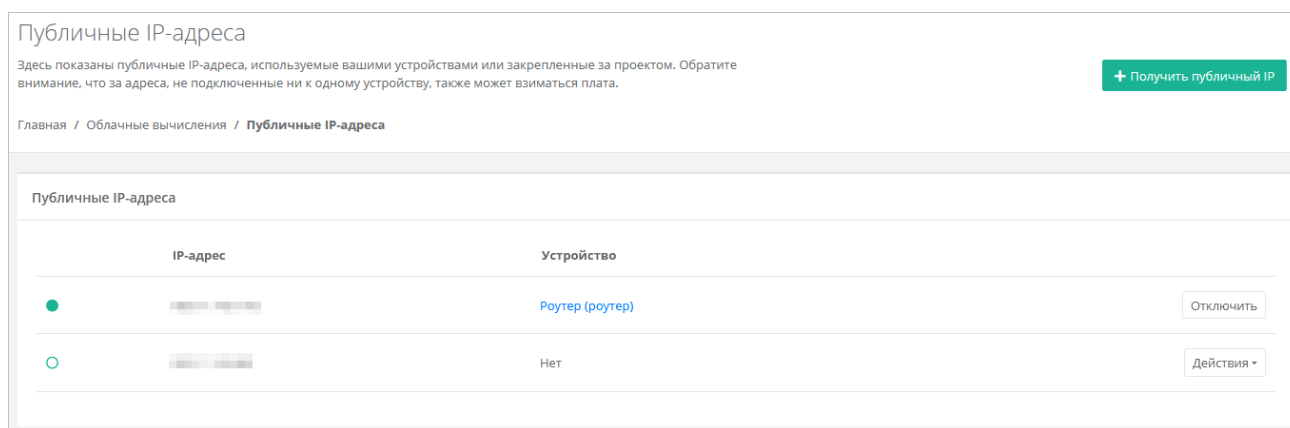 Публичные IP-адреса
Здесь показаны публичные IP-адреса, используемые вашими устройствами или закрепленные за проектом. Обратите
внимание, что за адреса, не подключенные ни к одному устройству, также может взиматься плата.
+ Получить публичный IP
Главная / Облачные вычисления / Публичные IP-адреса
Публичные IP-адреса
IP-адрес Устройство
Роутер (роутер) Отключить
Нет Действия